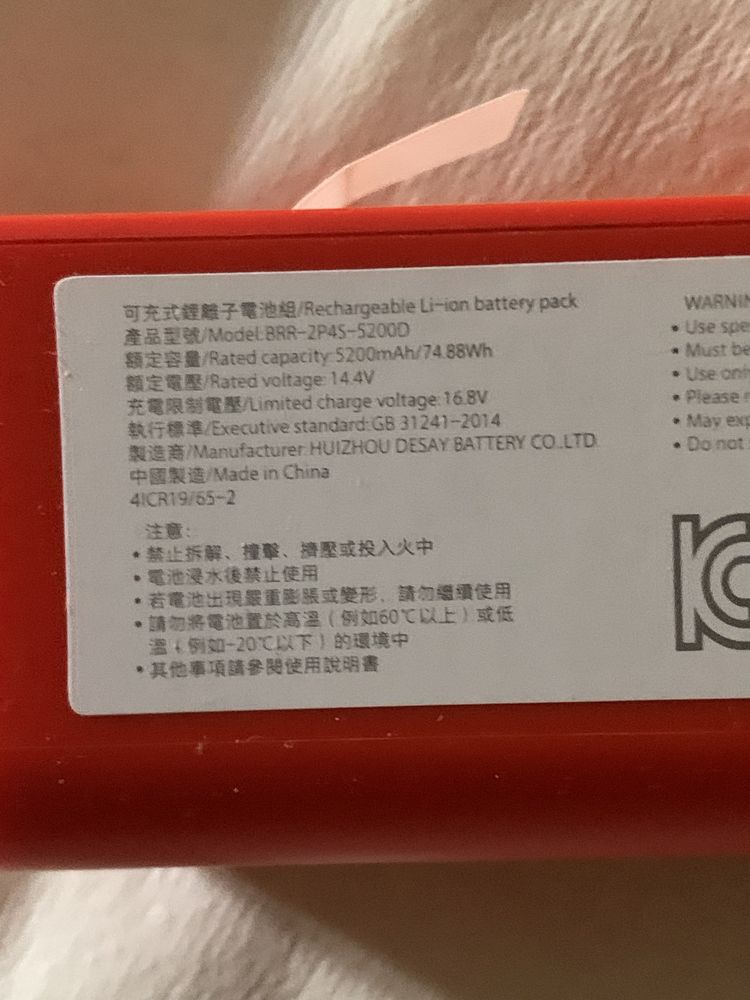 可充式鋰離子電池組/Rechargeable Li-ion battery pack
產品型號/Model:BRR-2P4S-5200D
額定容量/Rated capacity:5200mAh/74.88Wh
額定電壓/Rated voltage: 14.4V
充電限制電壓/Limited charge voltage: 16.8V
執行標準/Executive standard:GB 31241-2014
製造商/Manufacturer:HUIZHOU DESAY BATTERY CO.,LTD.
中國製造/Made in China
4ICR19/65-2
注意:
• 禁止拆解、撞擊、擠壓或投入火中
• 電池浸水後禁止使用
• 若電池出現嚴重膨脹或變形，請勿繼續使用
• 請勿將電池置於高溫（例如60℃以上）或低
溫（例如-20℃以下）的環境中
• 其他事項請參閱使用說明書
WARNIN
• Use spe
• Must be
• Use only
• Please
• May exp
• Do not